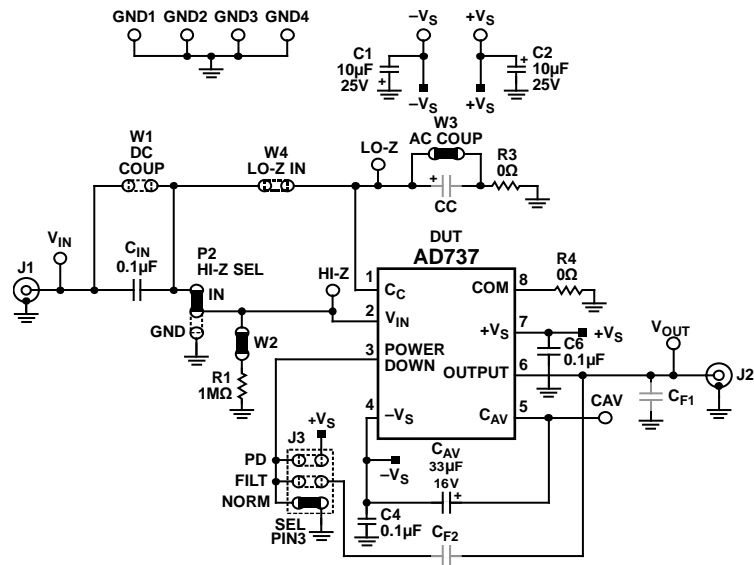 GND1 GND2 GND3 GND4
–VS
+VS
C1
10µF
25V
+
–VS
+VS
+
C2
10µF
25V
W1
DC
COUP
W4
LO-Z IN
LO-Z
W3
AC COUP
+
CC
R3
0Ω
VIN
J1
CIN
0.1µF
P2
HI-Z SEL
IN
GND
HI-Z
W2
R1
1MΩ
DUT
AD737
1
CC
2
VIN
3
POWER
DOWN
4
–VS
COM
8
+VS
7
OUTPUT
6
CAV
5
R4
0Ω
+VS
C6
0.1µF
VOUT
J2
CF1
CAV
+VS
J3
PD
FILT
NORM
SEL
PIN3
–VS
CAV
33µF
16V
+
C4
0.1µF
CF2